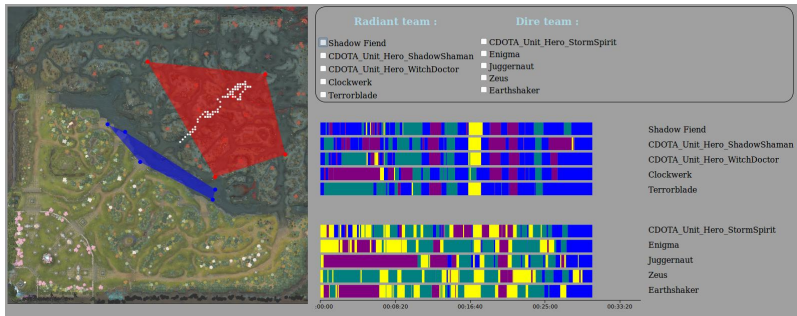 Radiant team :
Dire team :
Shadow Fiend
CDOTA_Unit_Hero_ShadowShaman
CDOTA_Unit_Hero_WitchDoctor
Clockwerk
Terrorblade
CDOTA_Unit_Hero_StormSpirit
Enigma
Juggernaut
Zeus
Earthshaker
Shadow Fiend
CDOTA_Unit_Hero_ShadowShaman
CDOTA_Unit_Hero_WitchDoctor
Clockwerk
Terrorblade
CDOTA_Unit_Hero_StormSpirit
Enigma
Juggernaut
Zeus
Earthshaker
:00:00 00:08:20 00:16:40 00:25:00 00:33:20